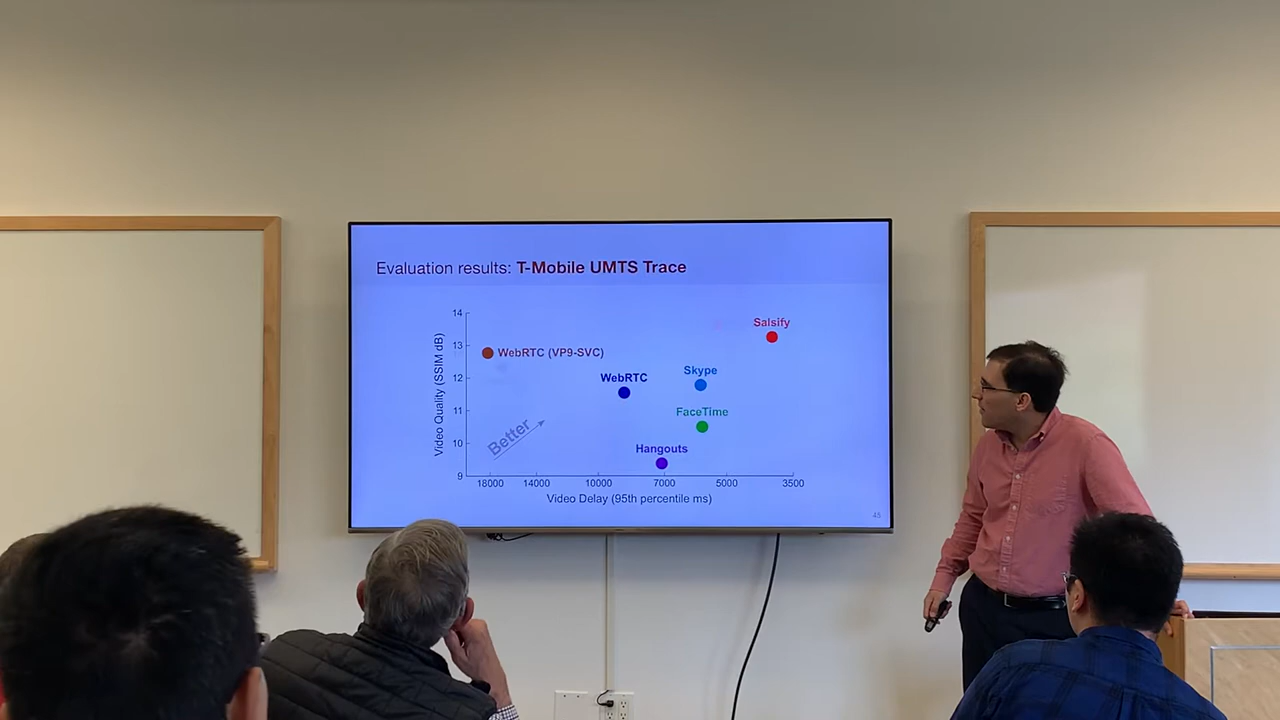 Evaluation results: T-Mobile UMTS Trace
Video Quality (SSIM dB)
14
13
12
11
10
9
Salsify
WebRTC (VP9-SVC)
WebRTC
Skype
FaceTime
Hangouts
Better
18000 14000 10000 7000 5000 3500
Video Delay (95th percentile ms)
45